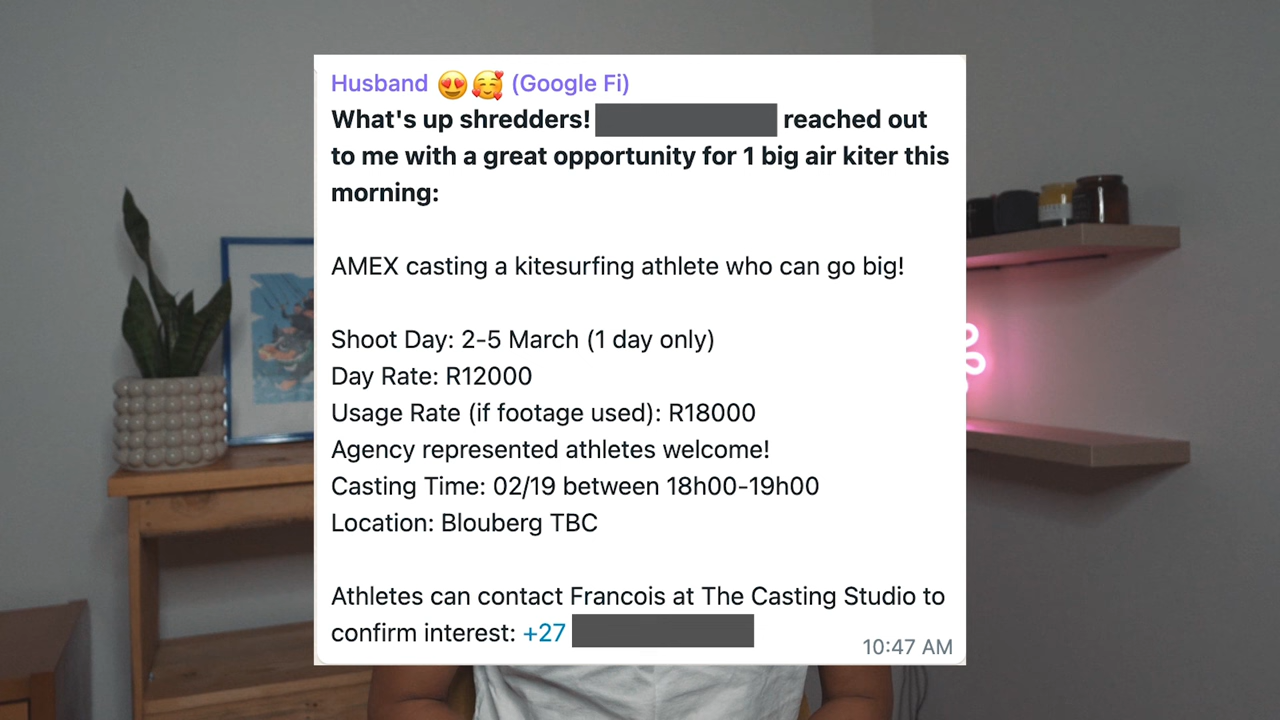 Husband 😍🥰 (Google Fi)
What's up shredders! reached out
to me with a great opportunity for 1 big air kiter this
morning:
AMEX casting a kitesurfing athlete who can go big!
Shoot Day: 2-5 March (1 day only)
Day Rate: R12000
Usage Rate (if footage used): R18000
Agency represented athletes welcome!
Casting Time: 02/19 between 18h00-19h00
Location: Blouberg TBC
Athletes can contact Francois at The Casting Studio to
confirm interest: +27
10:47 AM